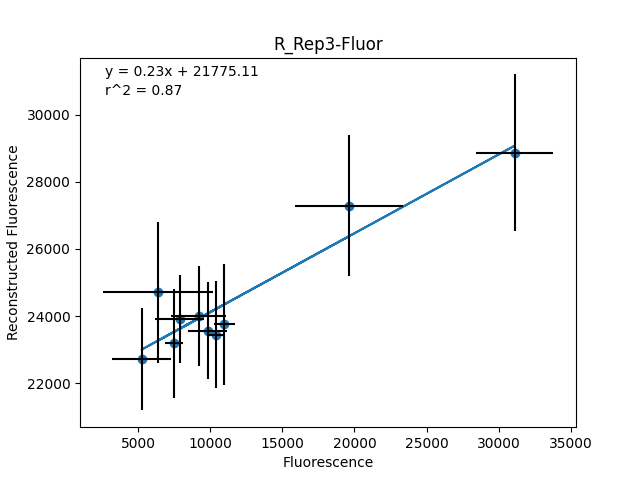 R_Rep3-Fluor
y = 0.23x + 21775.11
r^2 = 0.87
30000
28000
26000
24000
22000
Reconstructed Fluorescence
5000 10000 15000 20000 25000 30000 35000
Fluorescence